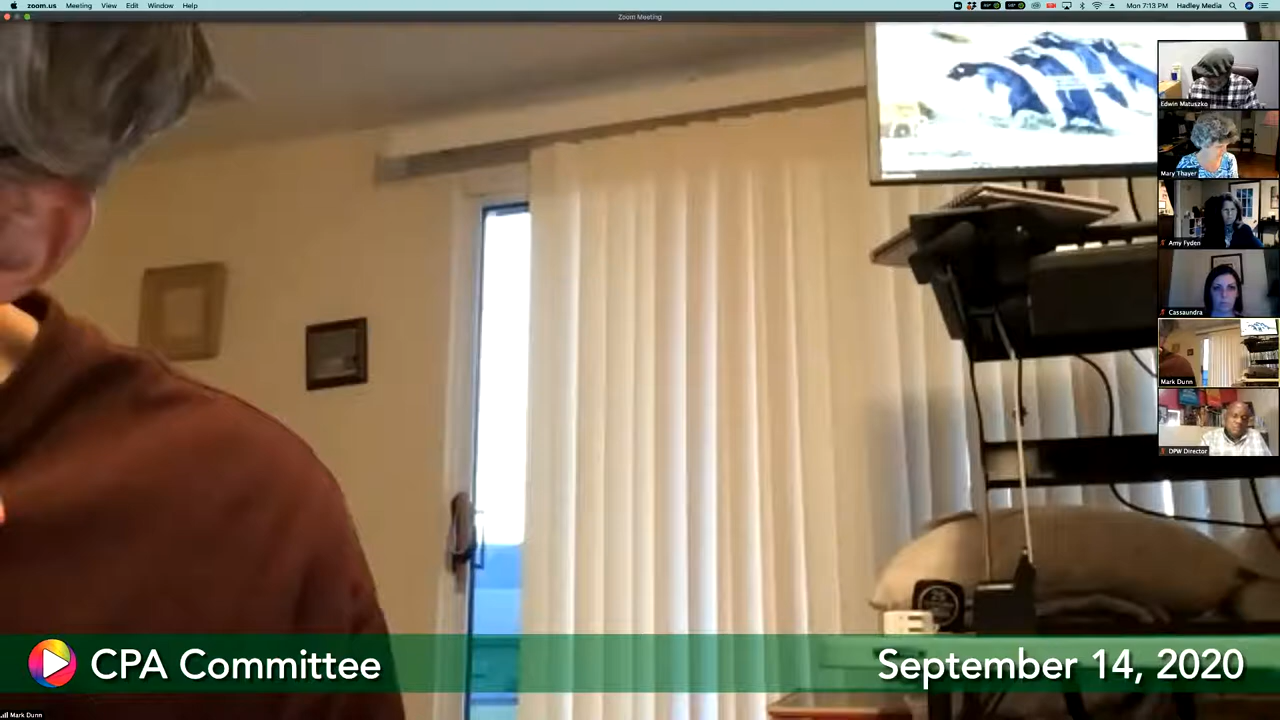 zoom.us Meeting View Edit Window Help
Mon 7:13 PM Hadley Media
Zoom Meeting
Edwin Matuszko
Mary Thayer
Amy Fyden
Cassaundra
Mark Dunn
DPW Director
CPA Committee
September 14, 2020
Mark Dunn